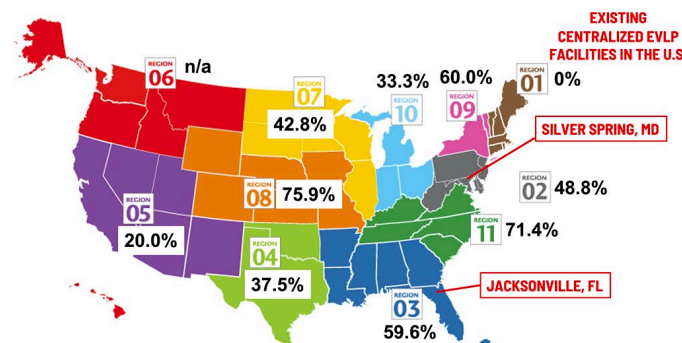 EXISTING
CENTRALIZED EVLP
FACILITIES IN THE U.S
REGION
06
n/a
REGION
07
42.8%
33.3%
REGION
10
60.0%
REGION
09
REGION
01
0%
SILVER SPRING, MD
REGION
02
48.8%
REGION
08
75.9%
REGION
05
20.0%
REGION
11
71.4%
REGION
04
37.5%
JACKSONVILLE, FL
REGION
03
59.6%